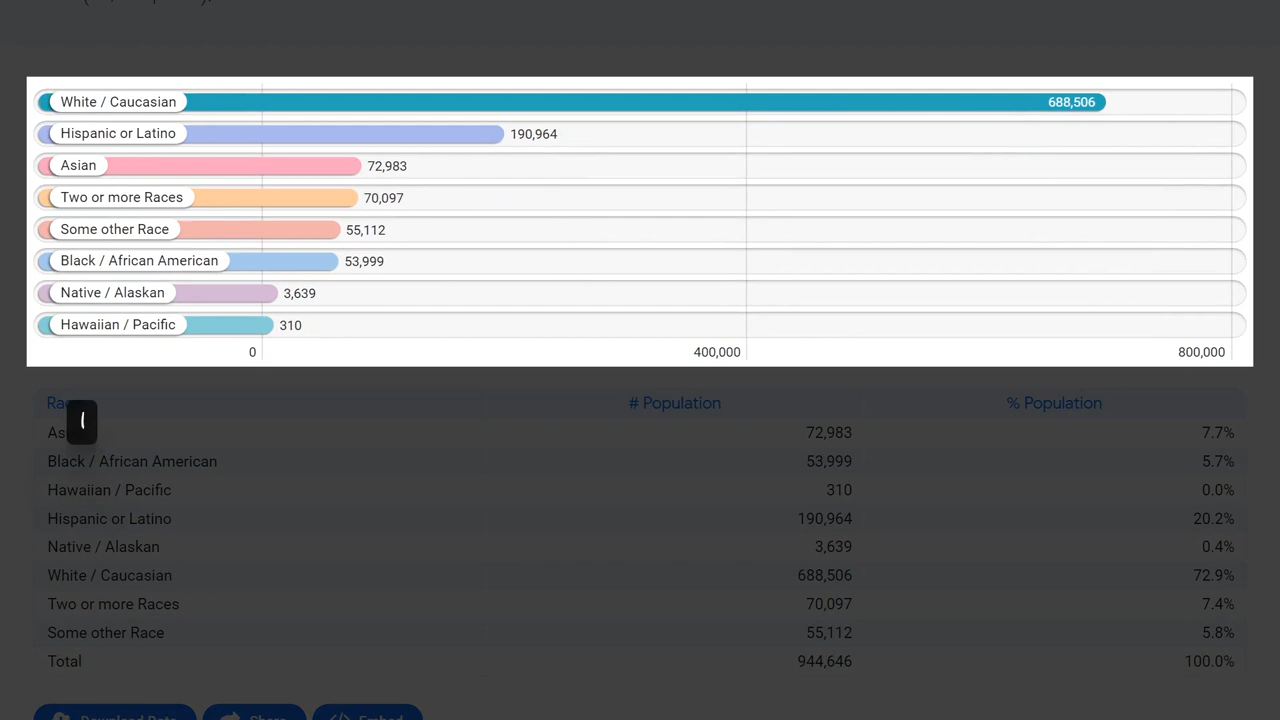 White / Caucasian 688,506
Hispanic or Latino 190,964
Asian 72,983
Two or more Races 70,097
Some other Race 55,112
Black / African American 53,999
Native / Alaskan 3,639
Hawaiian / Pacific 310
0 400,000 800,000
# Population % Population
72,983 7.7%
Black / African American 53,999 5.7%
Hawaiian / Pacific 310 0.0%
Hispanic or Latino 190,964 20.2%
Native / Alaskan 3,639 0.4%
White / Caucasian 688,506 72.9%
Two or more Races 70,097 7.4%
Some other Race 55,112 5.8%
Total 944,646 100.0%
Download Data Share Embed